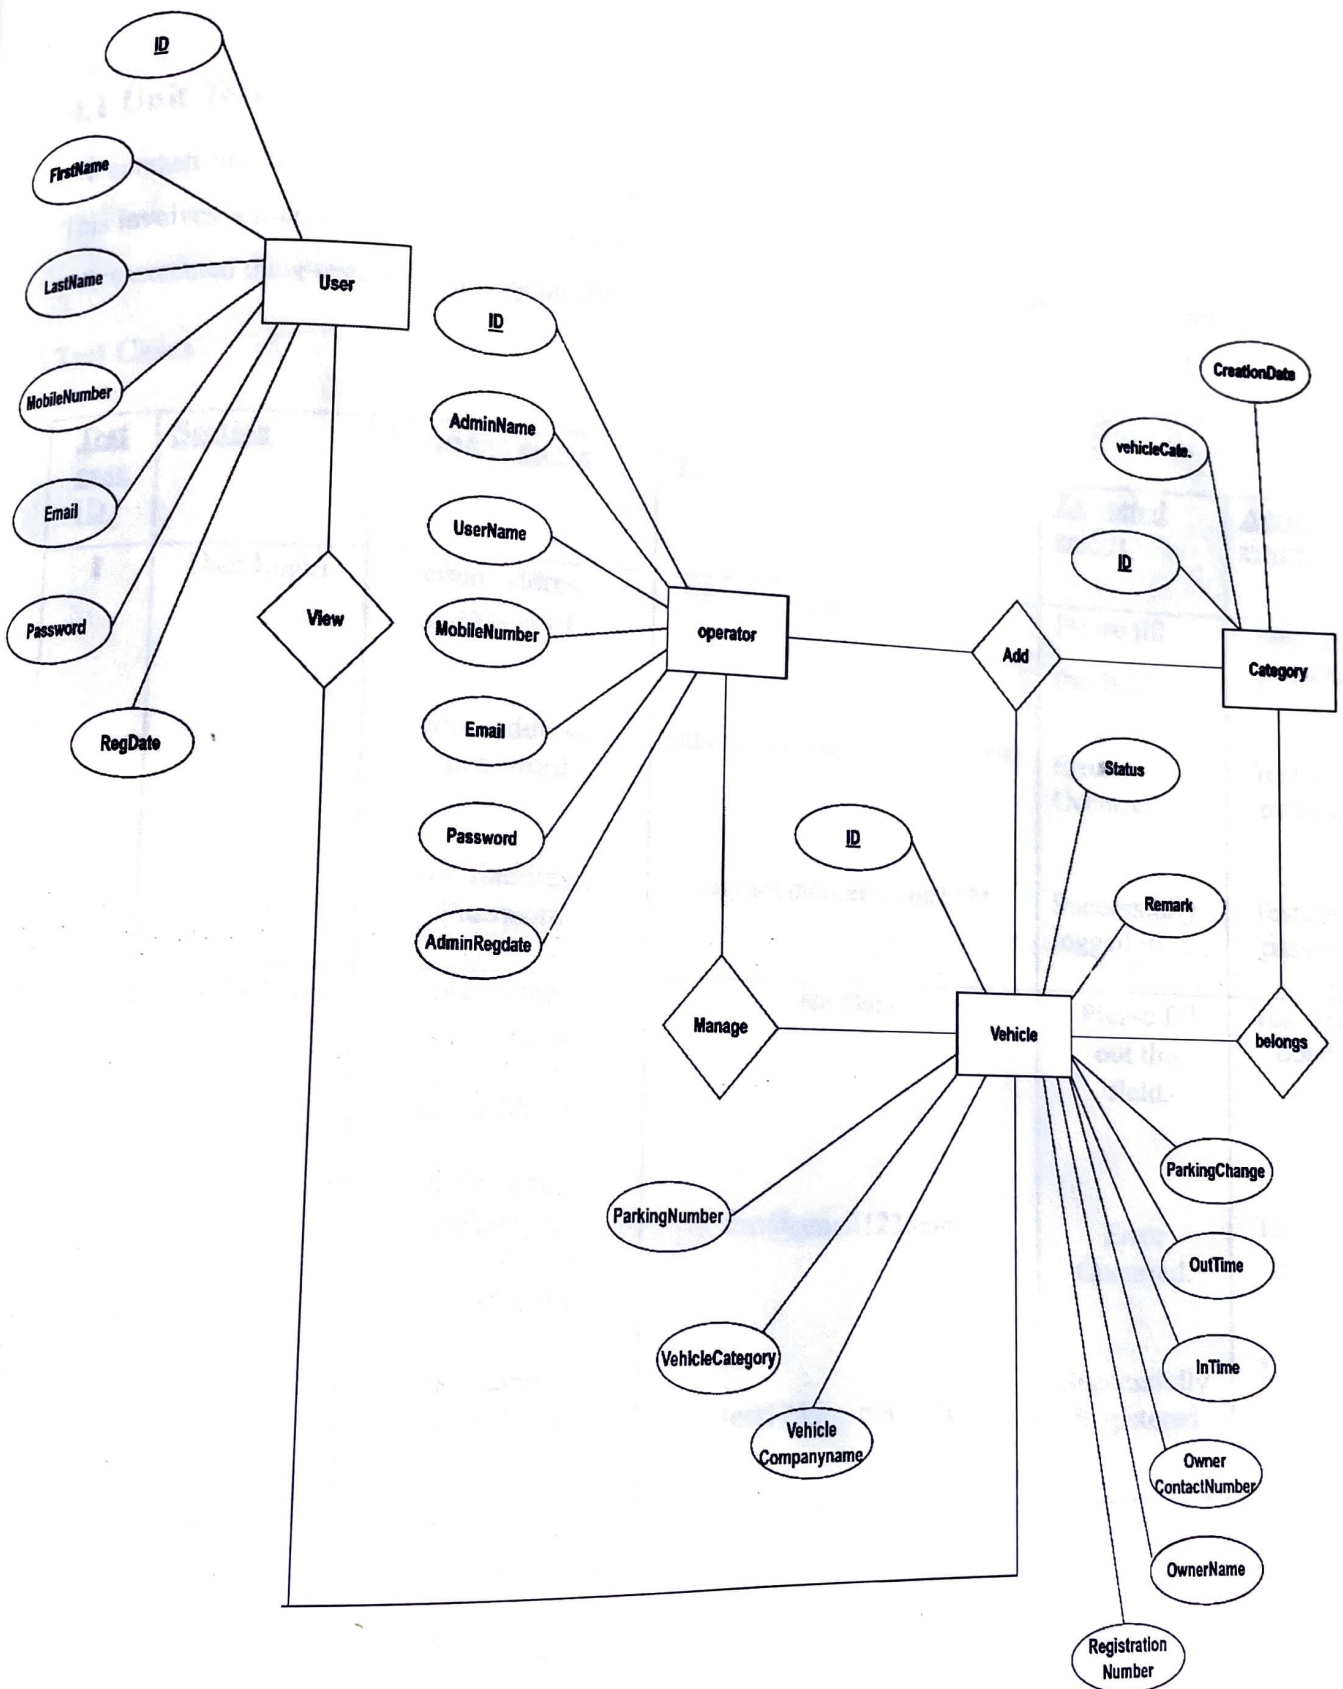 ID
FirstName
LastName
MobileNumber
Email
Password
RegDate
User
View
ID
AdminName
UserName
MobileNumber
Email
Password
AdminRegdate
operator
Manage
Add
CreationDate
vehicleCate.
ID
Category
belongs
Status
ID
Remark
Vehicle
ParkingNumber
VehicleCategory
Vehicle
Companyname
ParkingChange
OutTime
InTime
Owner
ContactNumber
OwnerName
Registration
Number